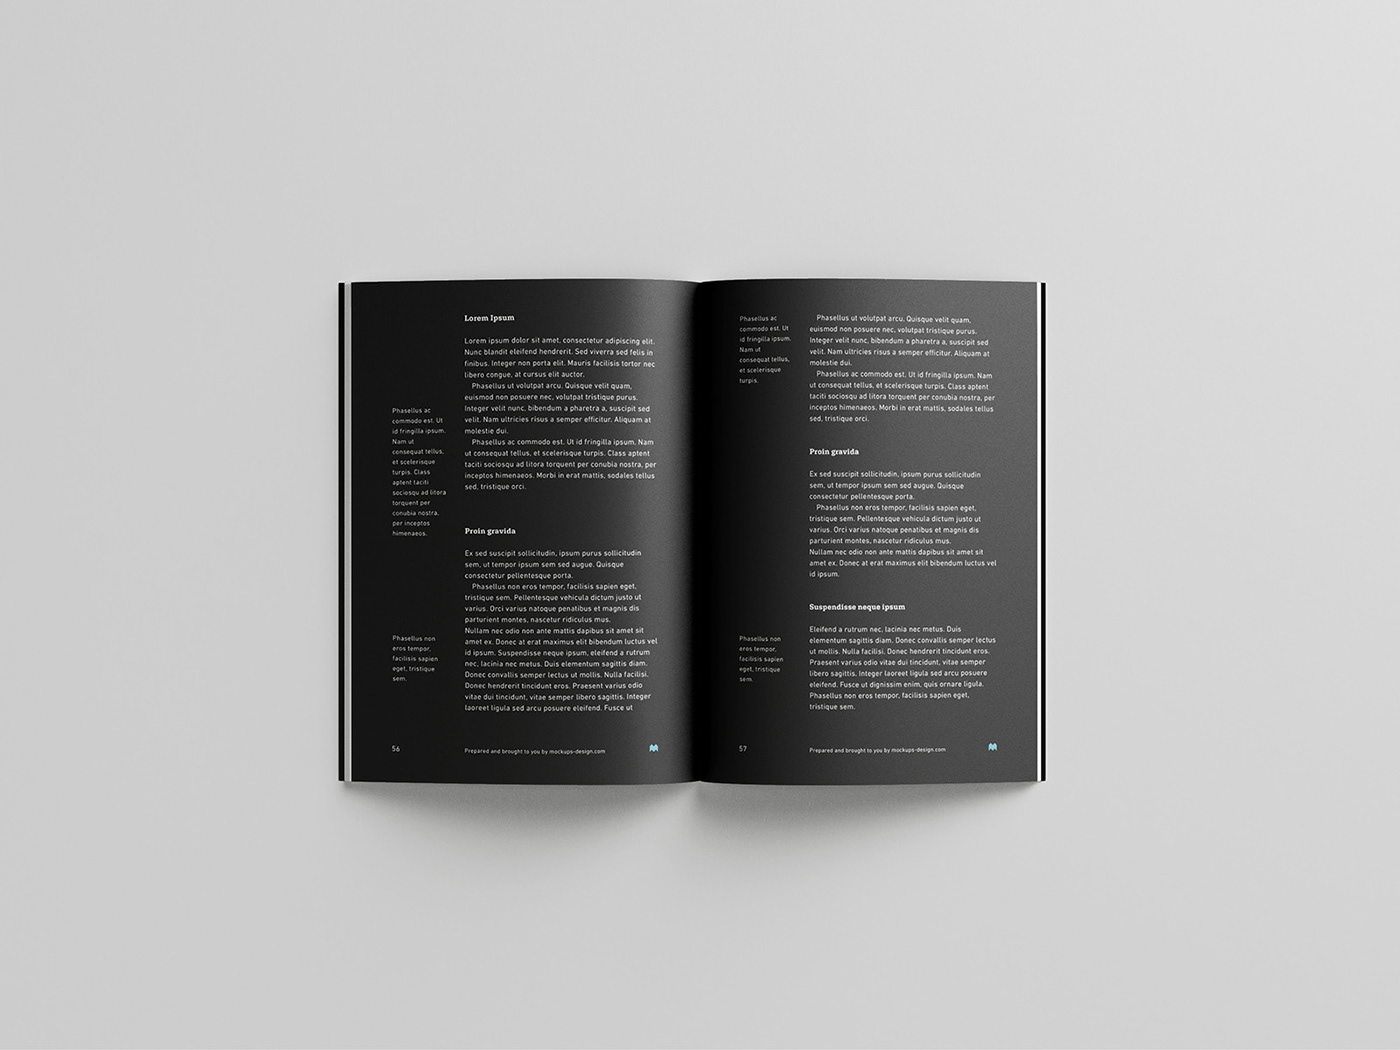 Lorem Ipsum
Lorem ipsum dolor sit amet, consectetur adipiscing elit.
Nunc blandit eleifend hendrerit. Sed viverra sed felis in
finibus. Integer non porta elit. Mauris facilisis tortor nec
libero congue, at cursus elit auctor.
Phasellus ut volutpat arcu. Quisque velit quam,
euismod non posuere nec, volutpat tristique purus.
Integer velit nunc, bibendum a pharetra a, suscipit sed
velit. Nam ultricies risus a semper efficitur. Aliquam at
molestie dui.
Phasellus ac commodo est. Ut id fringilla ipsum. Nam
ut consequat tellus, et scelerisque turpis. Class aptent
taciti sociosqu ad litora torquent per conubia nostra, per
inceptos himenaeos. Morbi in erat mattis, sodales tellus
sed, tristique orci.
Phasellus ac
commodo est. Ut
id fringilla ipsum.
Nam ut
consequat tellus,
et scelerisque
turpis. Class
aptent taciti
sociosqu ad litora
torquent per
conubia nostra,
per inceptos
himenaeos.
Proin gravida
Ex sed suscipit sollicitudin, ipsum purus sollicitudin
sem, ut tempor ipsum sem sed augue. Quisque
consectetur pellentesque porta.
Phasellus non eros tempor, facilisis sapien eget,
tristique sem. Pellentesque vehicula dictum justo ut
varius. Orci varius natoque penatibus et magnis dis
parturient montes, nascetur ridiculus mus.
Nullam nec odio non ante mattis dapibus sit amet sit
amet ex. Donec at erat maximus elit bibendum luctus vel
id ipsum. Suspendisse neque ipsum, eleifend a rutrum
nec, lacinia nec metus. Duis elementum sagittis diam.
Donec convallis semper lectus ut mollis. Nulla facilisi.
Donec hendrerit tincidunt eros. Praesent varius odio
vitae dui tincidunt, vitae semper libero sagittis. Integer
laoreet ligula sed arcu posuere eleifend. Fusce ut
Phasellus non
eros tempor,
facilisis sapien
eget, tristique
sem.
56
Prepared and brought to you by mockups-design.com
Phasellus ac
commodo est. Ut
id fringilla ipsum.
Nam ut
consequat tellus,
et scelerisque
turpis.
Phasellus ut volutpat arcu. Quisque velit quam,
euismod non posuere nec, volutpat tristique purus.
Integer velit nunc, bibendum a pharetra a, suscipit sed
velit. Nam ultricies risus a semper efficitur. Aliquam at
molestie dui.
Phasellus ac commodo est. Ut id fringilla ipsum. Nam
ut consequat tellus, et scelerisque turpis. Class aptent
taciti sociosqu ad litora torquent per conubia nostra, per
inceptos himenaeos. Morbi in erat mattis, sodales tellus
sed, tristique orci.
Proin gravida
Ex sed suscipit sollicitudin, ipsum purus sollicitudin
sem, ut tempor ipsum sem sed augue. Quisque
consectetur pellentesque porta.
Phasellus non eros tempor, facilisis sapien eget,
tristique sem. Pellentesque vehicula dictum justo ut
varius. Orci varius natoque penatibus et magnis dis
parturient montes, nascetur ridiculus mus.
Nullam nec odio non ante mattis dapibus sit amet sit
amet ex. Donec at erat maximus elit bibendum luctus vel
id ipsum.
Suspendisse neque ipsum
Eleifend a rutrum nec, lacinia nec metus. Duis
elementum sagittis diam. Donec convallis semper lectus
ut mollis. Nulla facilisi. Donec hendrerit tincidunt eros.
Praesent varius odio vitae dui tincidunt, vitae semper
libero sagittis. Integer laoreet ligula sed arcu posuere
eleifend. Fusce ut dignissim enim, quis ornare ligula.
Phasellus non eros tempor, facilisis sapien eget,
tristique sem.
Phasellus non
eros tempor,
facilisis sapien
eget, tristique
sem.
57
Prepared and brought to you by mockups-design.com